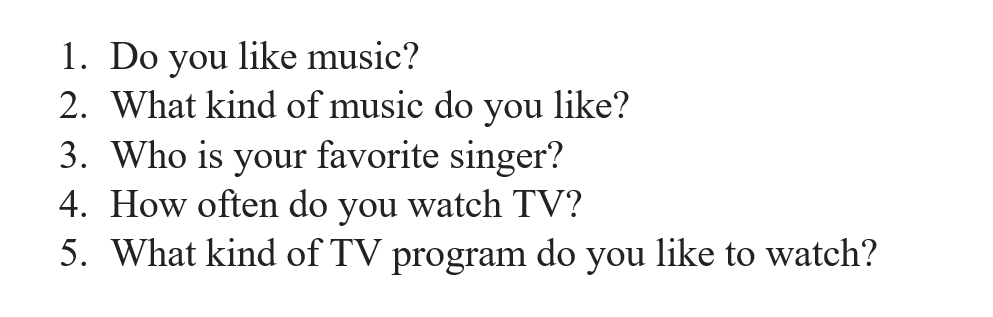 1. Do you like music?
2. What kind of music do you like?
3. Who is your favorite singer?
4. How often do you watch TV?
5. What kind of TV program do you like to watch?